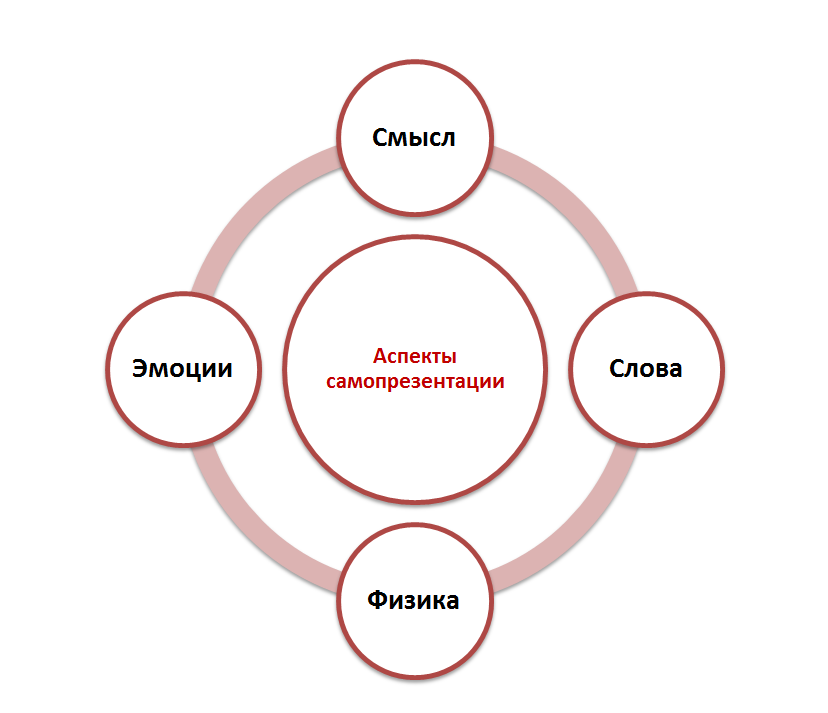 Смысл
Эмоции
Аспекты
самопрезентации
Слова
Физика